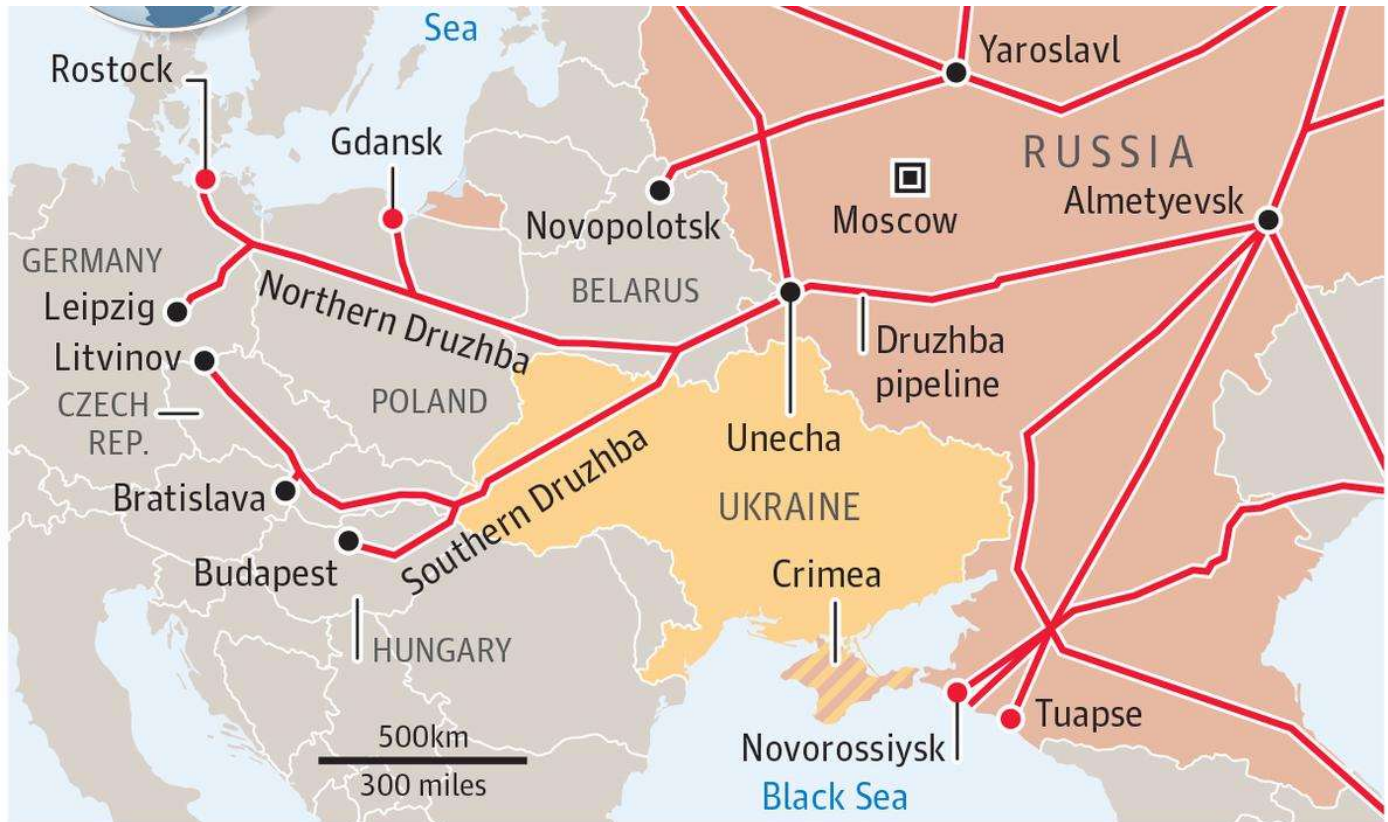 Sea
Yaroslavl
Rostock
Gdansk
RUSSIA
Almetyevsk
Moscow
Novopolotsk
GERMANY
BELARUS
Leipzig
Northern Druzhba
Druzhba
pipeline
Litvinov
CZECH
REP.
POLAND
Unecha
Bratislava
UKRAINE
Southern Druzhba
Budapest
Crimea
HUNGARY
Tuapse
500km
300 miles
Novorossiysk
Black Sea